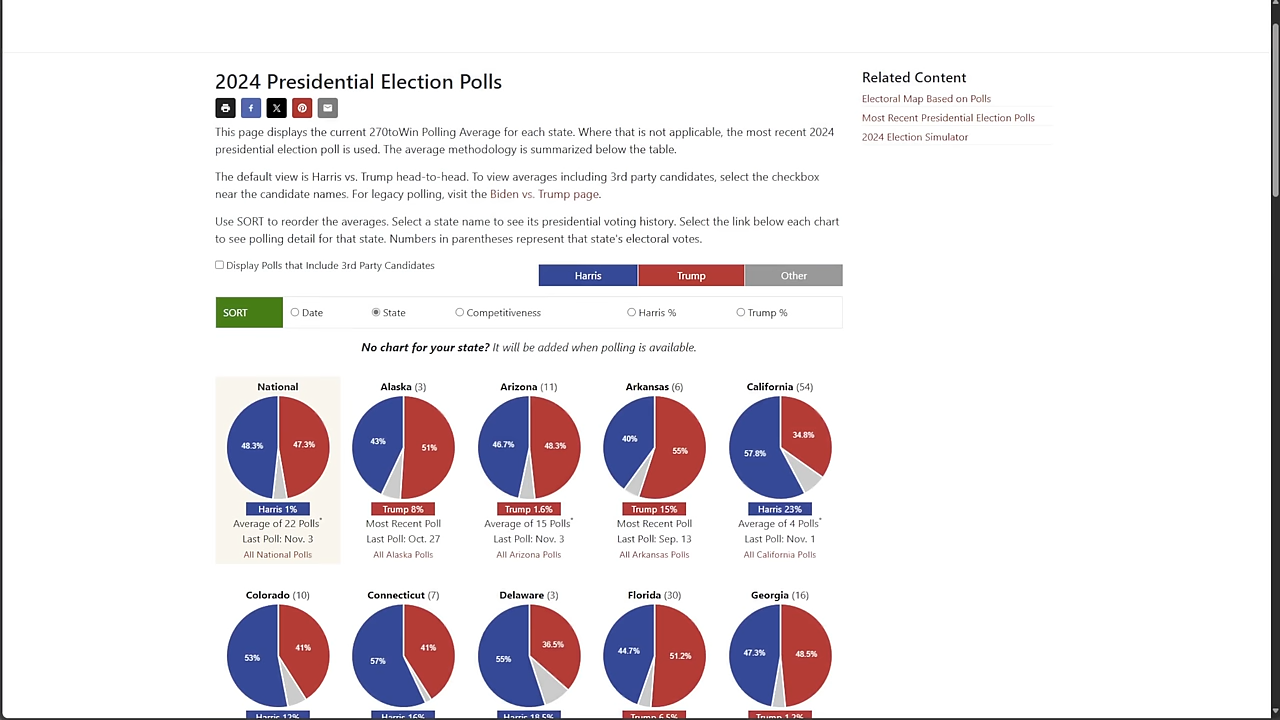 2024 Presidential Election Polls
This page displays the current 270toWin Polling Average for each state. Where that is not applicable, the most recent 2024
presidential election poll is used. The average methodology is summarized below the table.
The default view is Harris vs. Trump head-to-head. To view averages including 3rd party candidates, select the checkbox
near the candidate names. For legacy polling, visit the Biden vs. Trump page.
Use SORT to reorder the averages. Select a state name to see its presidential voting history. Select the link below each chart
to see polling detail for that state. Numbers in parentheses represent that state's electoral votes.
Display Polls that Include 3rd Party Candidates
Harris Trump Other
SORT Date State Competitiveness Harris % Trump %
No chart for your state? It will be added when polling is available.
National Alaska (3) Arizona (11) Arkansas (6) California (54)
48.3% 47.3% 43% 51% 46.7% 48.3% 40% 55% 57.8% 34.8%
Harris 1% Trump 8% Trump 1.6% Trump 15% Harris 23%
Average of 22 Polls* Most Recent Poll Average of 15 Polls* Most Recent Poll Average of 4 Polls*
Last Poll: Nov. 3 Last Poll: Oct. 27 Last Poll: Nov. 3 Last Poll: Sep. 13 Last Poll: Nov. 1
All National Polls All Alaska Polls All Arizona Polls All Arkansas Polls All California Polls
Colorado (10) Connecticut (7) Delaware (3) Florida (30) Georgia (16)
53% 41% 57% 41% 55% 36.5% 44.7% 51.2% 47.3% 48.5%
Harris 12% Harris 16% Harris 18.5% Trump 6.5% Trump 1.2%
Related Content
Electoral Map Based on Polls
Most Recent Presidential Election Polls
2024 Election Simulator